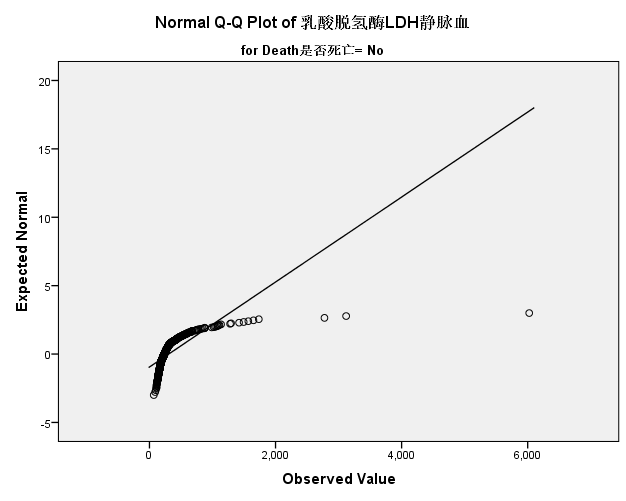 Normal Q-Q Plot of 乳酸脱氢酶LDH静脉血
for Death是否死亡= No
Expected Normal
20
15
10
5
0
-5
0
2,000
4,000
6,000
Observed Value